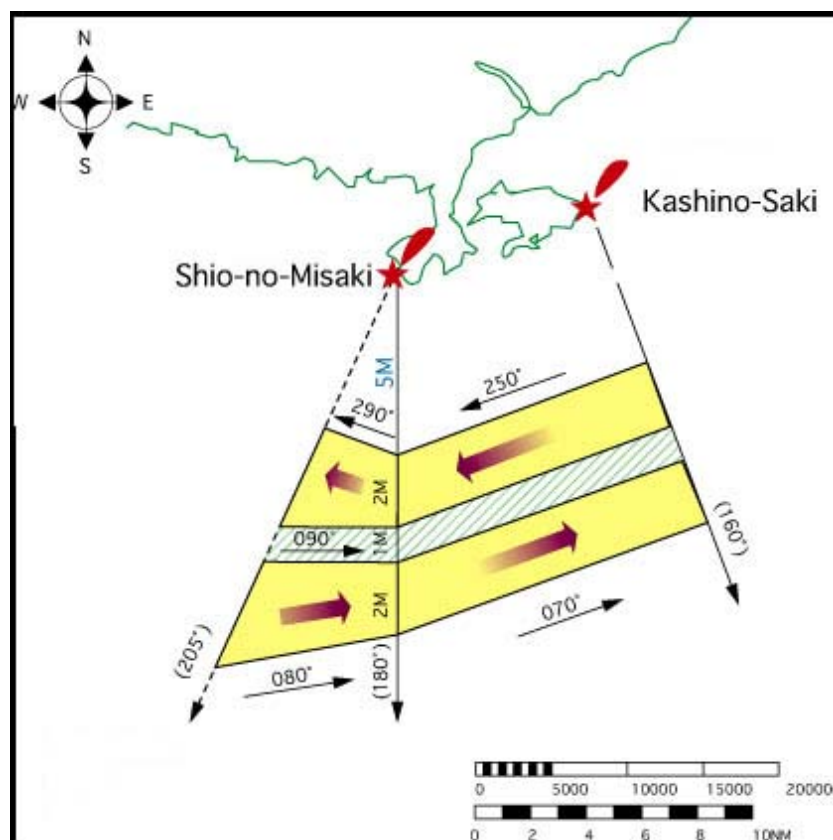 N
W E
S
Kashino-Saki
Shio-no-Misaki
5M
250°
290°
2M
090°
1M
(160°)
2M
070°
(205°)
080°
(180°)
0 5000 10000 15000 20000
0 2 4 6 8 10NM